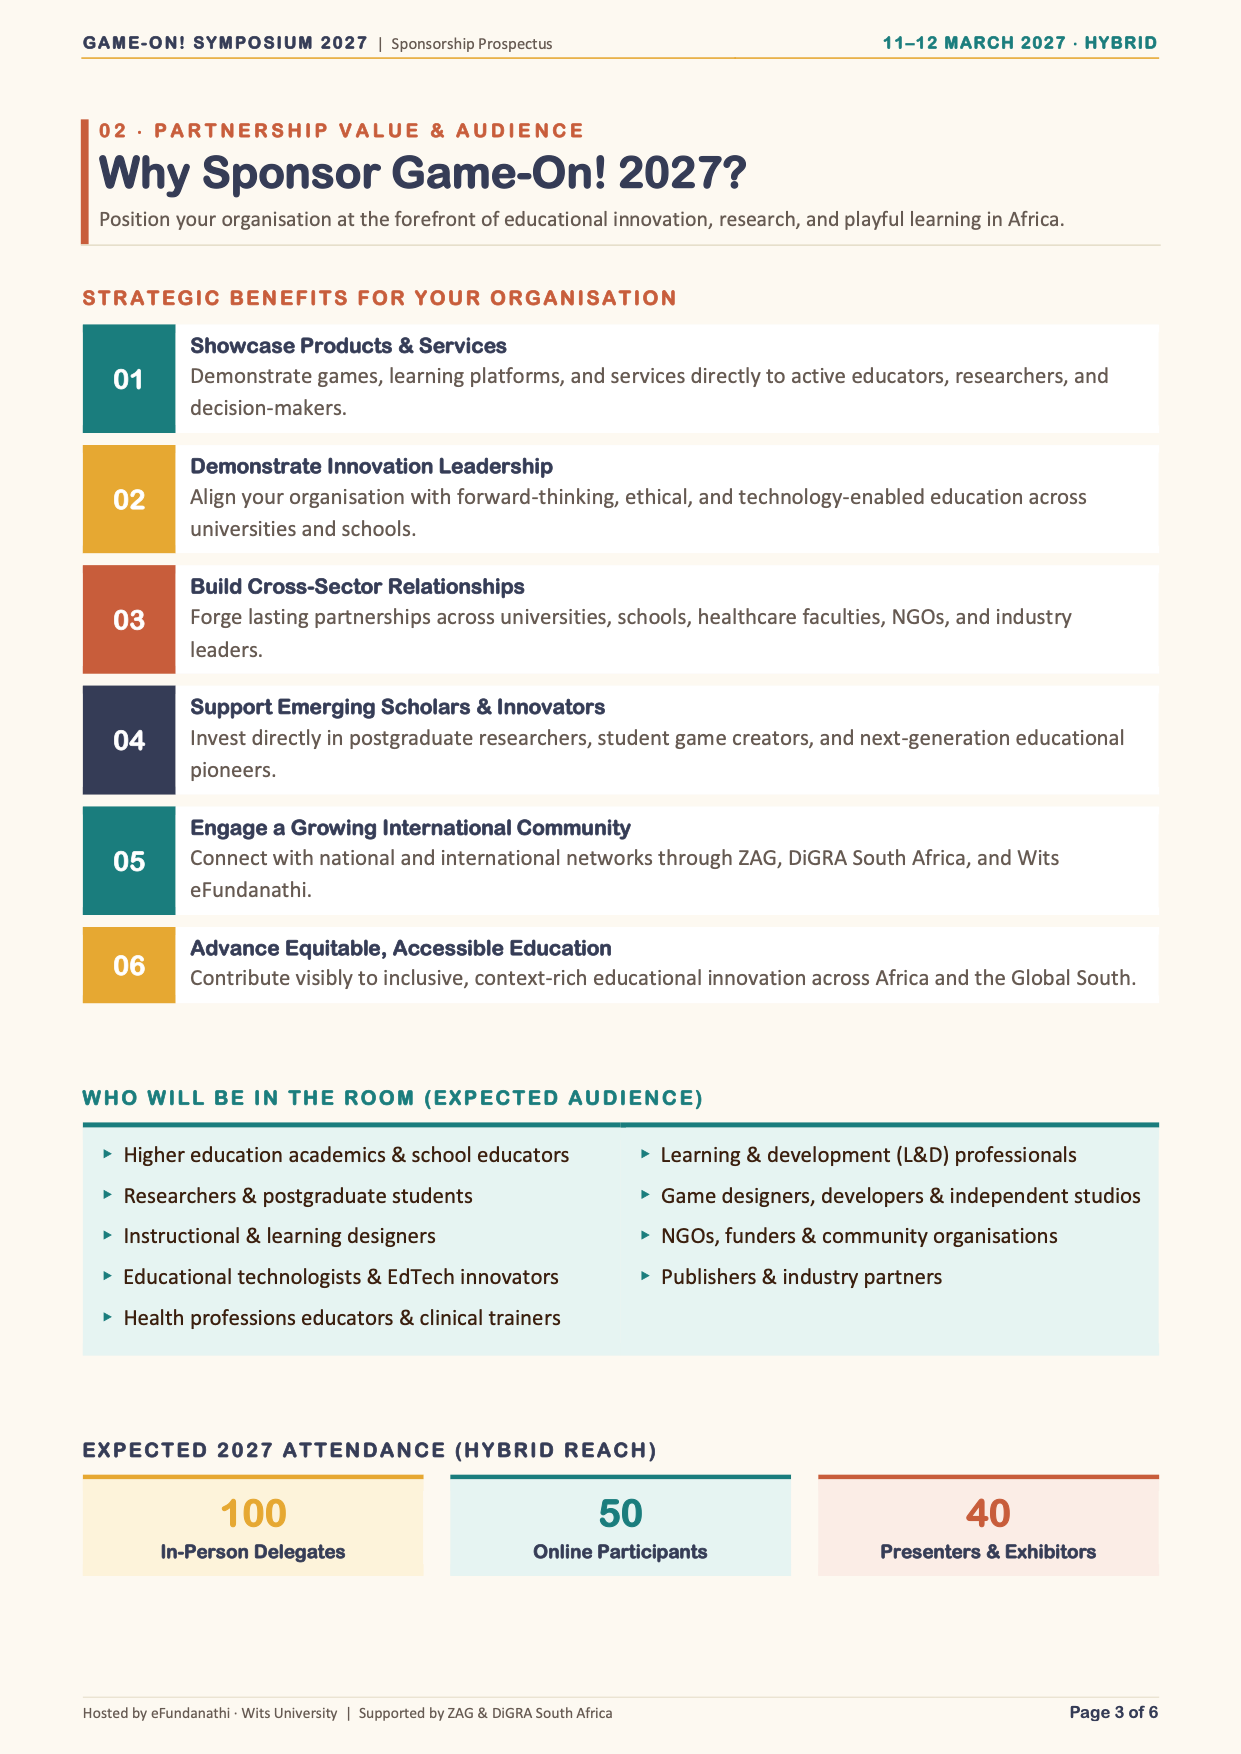 GAME-ON! SYMPOSIUM 2027 | Sponsorship Prospectus
11–12 MARCH 2027 · HYBRID
02 · PARTNERSHIP VALUE & AUDIENCE
Why Sponsor Game-On! 2027?
Position your organisation at the forefront of educational innovation, research, and playful learning in Africa.
STRATEGIC BENEFITS FOR YOUR ORGANISATION
01
Showcase Products & Services
Demonstrate games, learning platforms, and services directly to active educators, researchers, and
decision-makers.
02
Demonstrate Innovation Leadership
Align your organisation with forward-thinking, ethical, and technology-enabled education across
universities and schools.
03
Build Cross-Sector Relationships
Forge lasting partnerships across universities, schools, healthcare faculties, NGOs, and industry
leaders.
04
Support Emerging Scholars & Innovators
Invest directly in postgraduate researchers, student game creators, and next-generation educational
pioneers.
05
Engage a Growing International Community
Connect with national and international networks through ZAG, DiGRA South Africa, and Wits
eFundanathi.
06
Advance Equitable, Accessible Education
Contribute visibly to inclusive, context-rich educational innovation across Africa and the Global South.
WHO WILL BE IN THE ROOM (EXPECTED AUDIENCE)
▸ Higher education academics & school educators
▸ Researchers & postgraduate students
▸ Instructional & learning designers
▸ Educational technologists & EdTech innovators
▸ Health professions educators & clinical trainers
▸ Learning & development (L&D) professionals
▸ Game designers, developers & independent studios
▸ NGOs, funders & community organisations
▸ Publishers & industry partners
EXPECTED 2027 ATTENDANCE (HYBRID REACH)
100
In-Person Delegates
50
Online Participants
40
Presenters & Exhibitors
Hosted by eFundanathi · Wits University | Supported by ZAG & DiGRA South Africa
Page 3 of 6